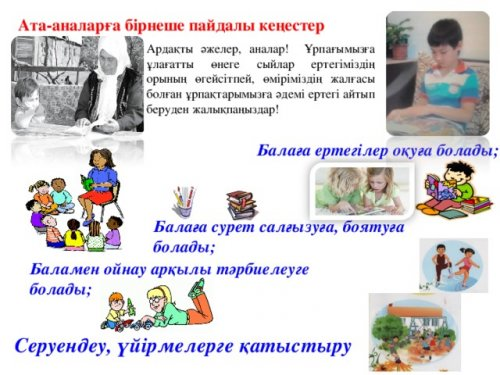 Ата-аналарға бірнеше пайдалы кеңестер
Ардақты әжелер, аналар! Ұрпағымызға
ұлағатты өнеге сыйлар ертегіміздің
орының өгейсітпей, өміріміздің жалғасы
болған ұрпақтарымызға әдемі ертегі айтып
беруден жалықпаңыздар!
Балаға ертегілер оқуға болады;
Балаға сурет салғызуға, боятуға
болады;
Баламен ойнау арқылы тәрбиелеуге
болады;
Серуендеу, үйірмелерге қатыстыру